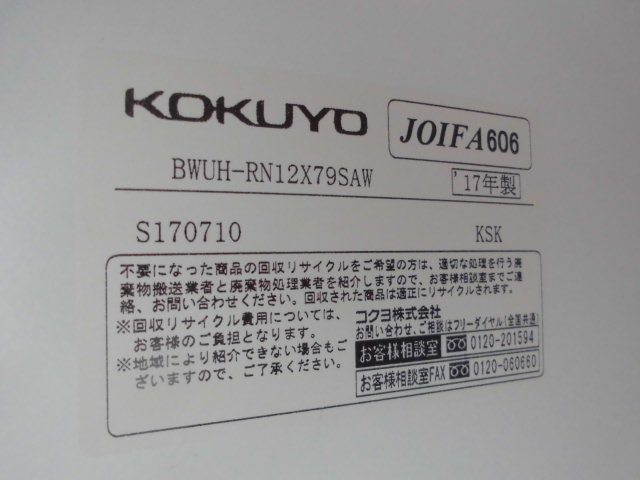 KOKUYO
JOIFA606
BWUH-RN12X79SAW
'17年製
S170710
KSK
不要になった商品の回収リサイクルをご希望の方は、適切な処理を行う廃
棄物搬送業者と廃棄物処理業者を紹介しますので、お客様相談室までご連
絡、お問い合わせください。回収された商品は適正にリサイクルされます。
※回収リサイクル費用については、
お客様のご負担となります。
※地域により紹介できない場合もご
ざいますので、ご了承ください。
コクヨ株式会社
お問い合わせ、ご相談はフリーダイヤル(全国共通)
お客様相談室 0120-201594
お客様相談室FAX 0120-060660